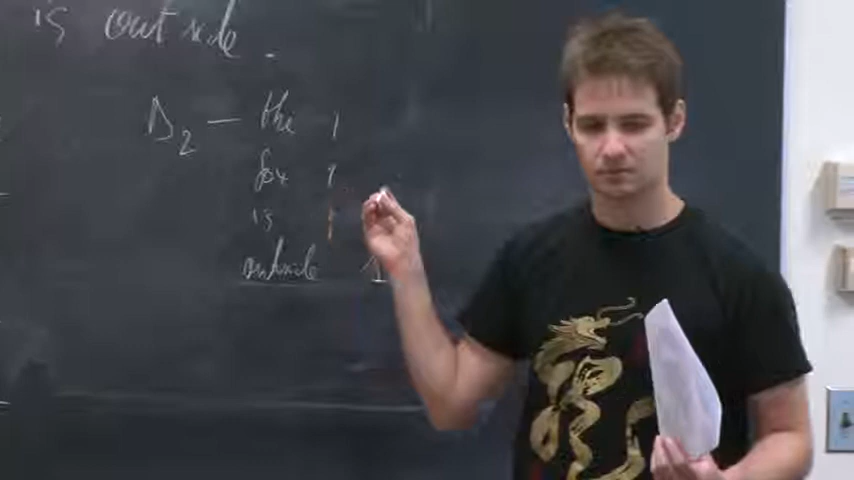 is outside.
D₂ — the 1
for 1
is 1
outside 1